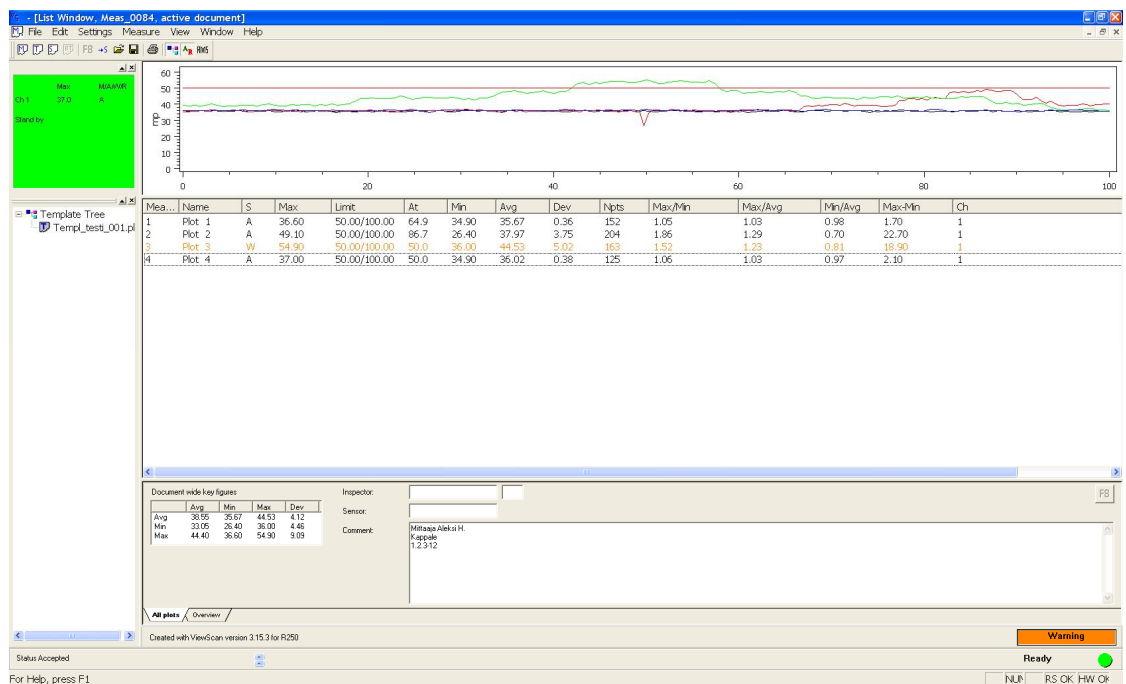 - [List Window, Meas_0084, active document]
File Edit Settings Measure View Window Help
F8 →S A R RMS
Max M/A/W/R
Ch 1 37.0 A
Stand by
Template Tree
Templ_testi_001.pl
mp
60
50
40
30
20
10
0
0 20 40 60 80 100
Mea... Name S Max Limit At Min Avg Dev Npts Max/Min Max/Avg Min/Avg Max-Min Ch
1 Plot 1 A 36.60 50.00/100.00 64.9 34.90 35.67 0.36 152 1.05 1.03 0.98 1.70 1
2 Plot 2 A 49.10 50.00/100.00 86.7 26.40 37.97 3.75 204 1.86 1.29 0.70 22.70 1
3 Plot 3 W 54.90 50.00/100.00 50.0 36.00 44.53 5.02 163 1.52 1.23 0.81 18.90 1
4 Plot 4 A 37.00 50.00/100.00 50.0 34.90 36.02 0.38 125 1.06 1.03 0.97 2.10 1
Document wide key figures
Avg Min Max Dev
Avg 38.55 35.67 44.53 4.12
Min 33.05 26.40 36.00 4.46
Max 44.40 36.60 54.90 9.09
Inspector:
Sensor:
Comment:
Mittaaja Aleksi H.
Kappale
1.2.3-12
F8
All plots Overview
Created with ViewScan version 3.15.3 for R250
Warning
Status Accepted
Ready
For Help, press F1
RS OK HW OK